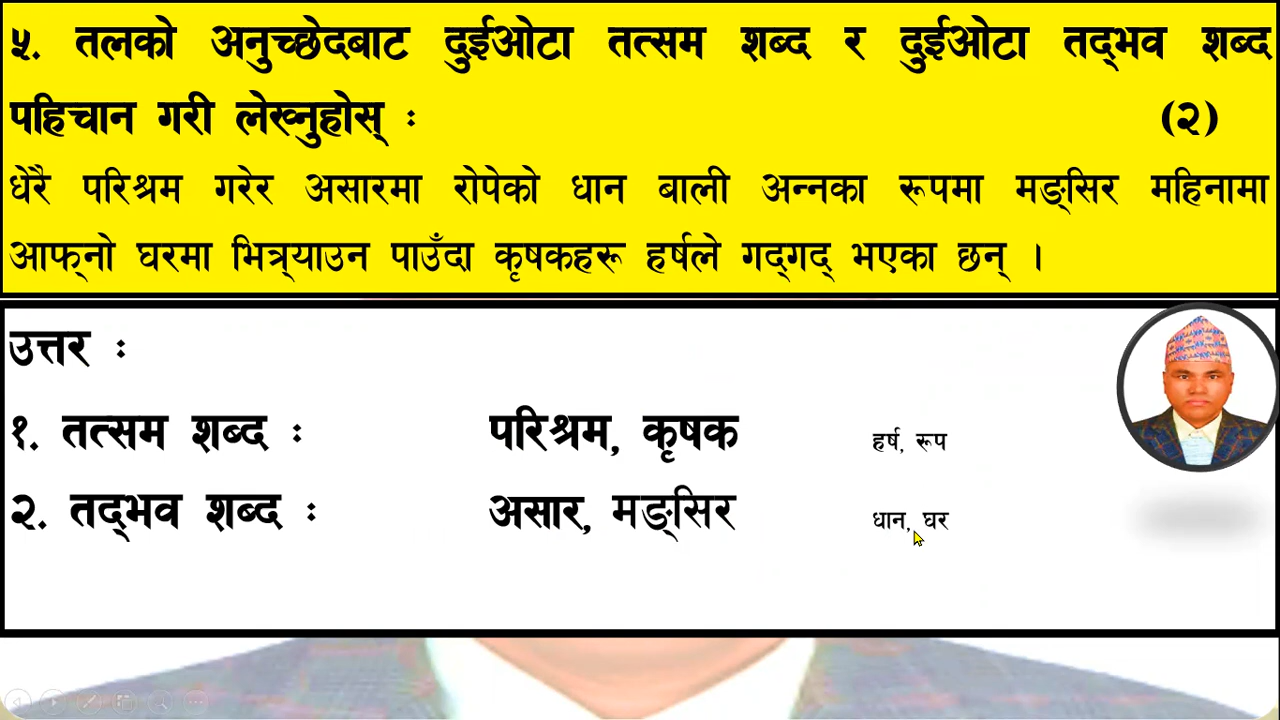 ५. तलको अनुच्छेदबाट दुईओटा तत्सम शब्द र दुईओटा तद्‌भव शब्द
पहिचान गरी लेख्नुहोस् : (२)
धेरै परिश्रम गरेर असारमा रोपेको धान बाली अन्नका रूपमा मङ्‌सिर महिनामा
आफ्‌नो घरमा भित्र्‍याउन पाउँदा कृषकहरू हर्षले गद्‌गद् भएका छन् ।
उत्तर :
१. तत्सम शब्द : परिश्रम, कृषक हर्ष, रूप
२. तद्‌भव शब्द : असार, मङ्‌सिर धान, घर